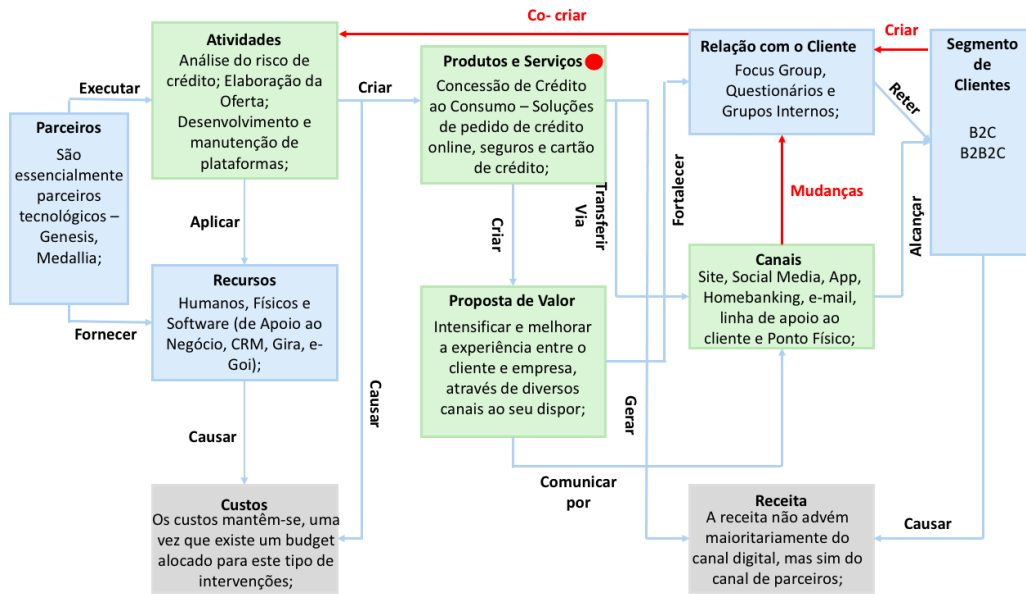 Co- criar
Atividades
Análise do risco de
crédito; Elaboração da
Oferta;
Desenvolvimento e
manutenção de
plataformas;
Executar
Criar
Produtos e Serviços
Concessão de Crédito
ao Consumo – Soluções
de pedido de crédito
online, seguros e cartão
de crédito;
Relação com o Cliente
Focus Group,
Questionários e
Grupos Internos;
Criar
Segmento
de
Clientes
B2C
B2B2C
Reter
Parceiros
São
essencialmente
parceiros
tecnológicos –
Genesis,
Medallia;
Aplicar
Criar
Transferir
Via
Fortalecer
Mudanças
Alcançar
Fornecer
Recursos
Humanos, Físicos e
Software (de Apoio ao
Negócio, CRM, Gira, e-
Goi);
Proposta de Valor
Intensificar e melhorar
a experiência entre o
cliente e empresa,
através de diversos
canais ao seu dispor;
Canais
Site, Social Media, App,
Homebanking, e-mail,
linha de apoio ao
cliente e Ponto Físico;
Causar
Causar
Gerar
Comunicar
por
Custos
Os custos mantêm-se, uma
vez que existe um budget
alocado para este tipo de
intervenções;
Receita
A receita não advém
maioritariamente do
canal digital, mas sim do
canal de parceiros;
Causar